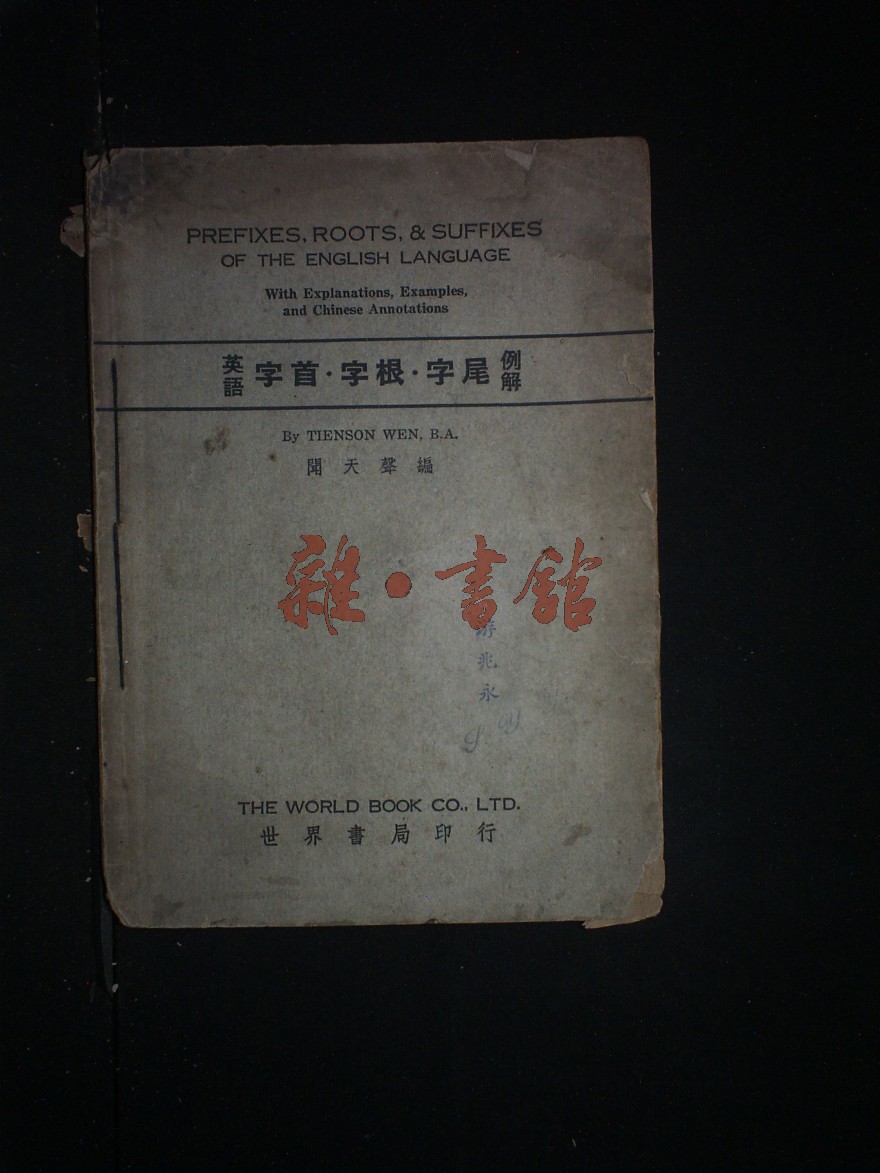 PREFIXES, ROOTS, & SUFFIXES
OF THE ENGLISH LANGUAGE
With Explanations, Examples,
and Chinese Annotations
英語字首·字根·字尾例解
By TIENSON WEN, B.A.
聞天聲編
雜·書館
兆永
THE WORLD BOOK CO., LTD.
世界書局印行